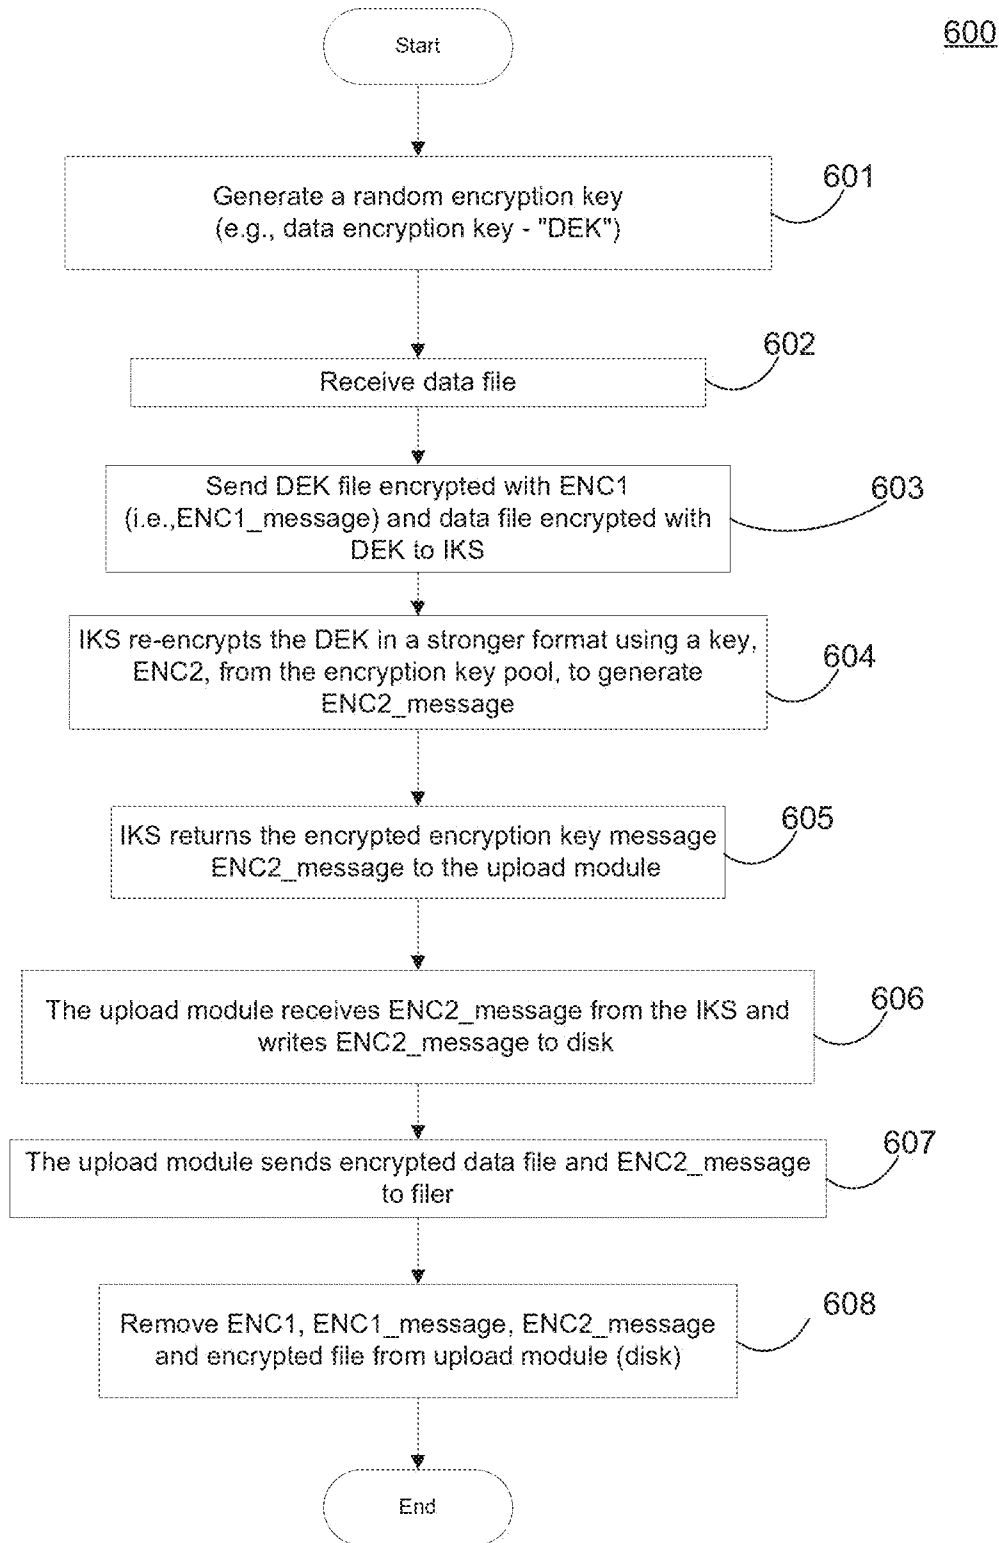 600
Start
Generate a random encryption key
(e.g., data encryption key - "DEK")
601
Receive data file
602
Send DEK file encrypted with ENC1
(i.e.,ENC1_message) and data file encrypted with
DEK to IKS
603
IKS re-encrypts the DEK in a stronger format using a key,
ENC2, from the encryption key pool, to generate
ENC2_message
604
IKS returns the encrypted encryption key message
ENC2_message to the upload module
605
The upload module receives ENC2_message from the IKS and
writes ENC2_message to disk
606
The upload module sends encrypted data file and ENC2_message
to filer
607
Remove ENC1, ENC1_message, ENC2_message
and encrypted file from upload module (disk)
608
End